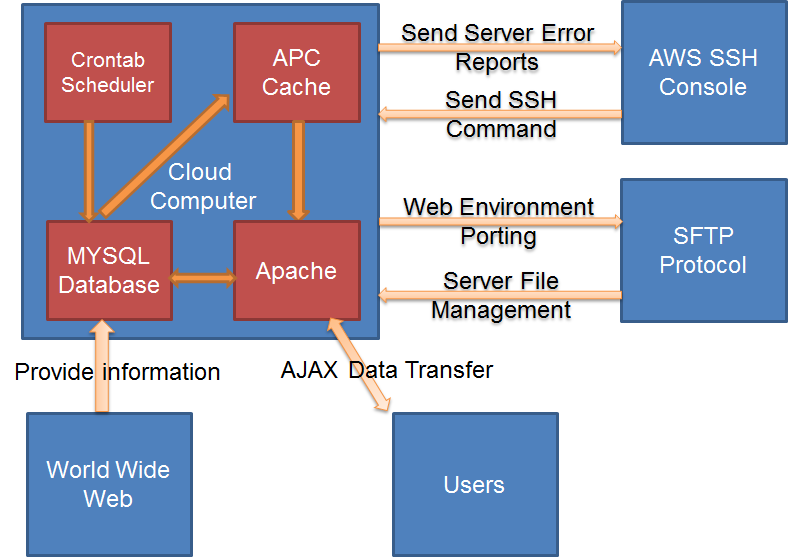 Crontab
Scheduler
APC
Cache
Send Server Error
Reports
AWS SSH
Console
Send SSH
Command
Cloud
Computer
MYSQL
Database
Apache
Web Environment
Porting
SFTP
Protocol
Server File
Management
Provide information
AJAX Data Transfer
World Wide
Web
Users